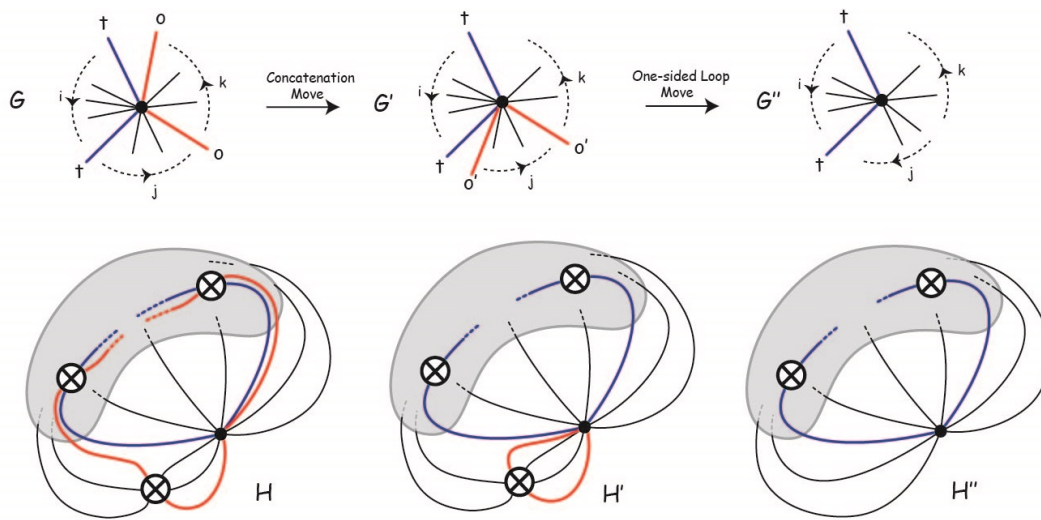 t o
i k
G
t o
j
Concatenation
Move
t
i k
G'
t o'
o' j
One-sided Loop
Move
t
i k
G''
t
j
H
H'
H''